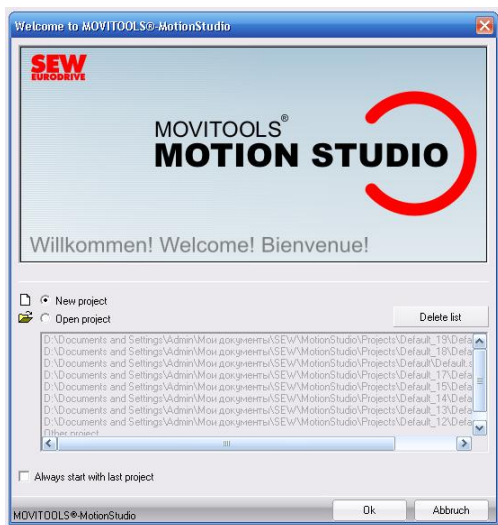 Welcome to MOVITOOLS®-MotionStudio
SEW
EURODRIVE
MOVITOOLS®
MOTION STUDIO
Willkommen! Welcome! Bienvenue!
New project
Open project
Delete list
D:\Documents and Settings\Admin\Мои документы\SEW\MotionStudio\Projects\Default_19\Defa
D:\Documents and Settings\Admin\Мои документы\SEW\MotionStudio\Projects\Default_18\Defa
D:\Documents and Settings\Admin\Мои документы\SEW\MotionStudio\Projects\Default\Default.s
D:\Documents and Settings\Admin\Мои документы\SEW\MotionStudio\Projects\Default_17\Defa
D:\Documents and Settings\Admin\Мои документы\SEW\MotionStudio\Projects\Default_15\Defa
D:\Documents and Settings\Admin\Мои документы\SEW\MotionStudio\Projects\Default_14\Defa
D:\Documents and Settings\Admin\Мои документы\SEW\MotionStudio\Projects\Default_13\Defa
D:\Documents and Settings\Admin\Мои документы\SEW\MotionStudio\Projects\Default_12\Defa
Other project
Always start with last project
MOVITOOLS®-MotionStudio
Ok
Abbruch